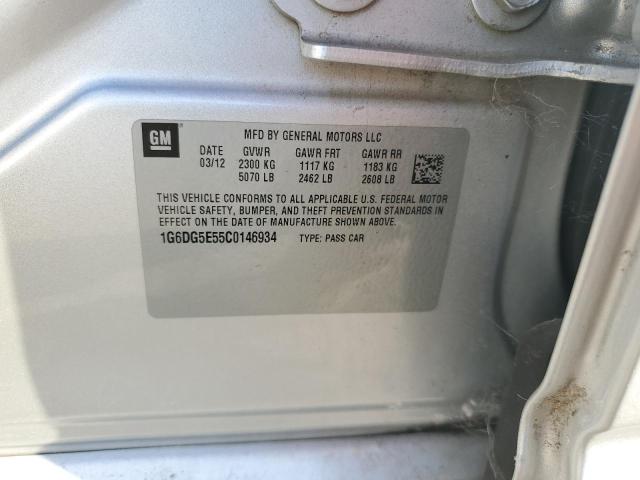 GM MFD BY GENERAL MOTORS LLC
DATE GVWR GAWR FRT GAWR RR
03/12 2300 KG 1117 KG 1183 KG
5070 LB 2462 LB 2608 LB
THIS VEHICLE CONFORMS TO ALL APPLICABLE U.S. FEDERAL MOTOR
VEHICLE SAFETY, BUMPER, AND THEFT PREVENTION STANDARDS IN
EFFECT ON THE DATE OF MANUFACTURE SHOWN ABOVE.
1G6DG5E55C0146934 TYPE: PASS CAR